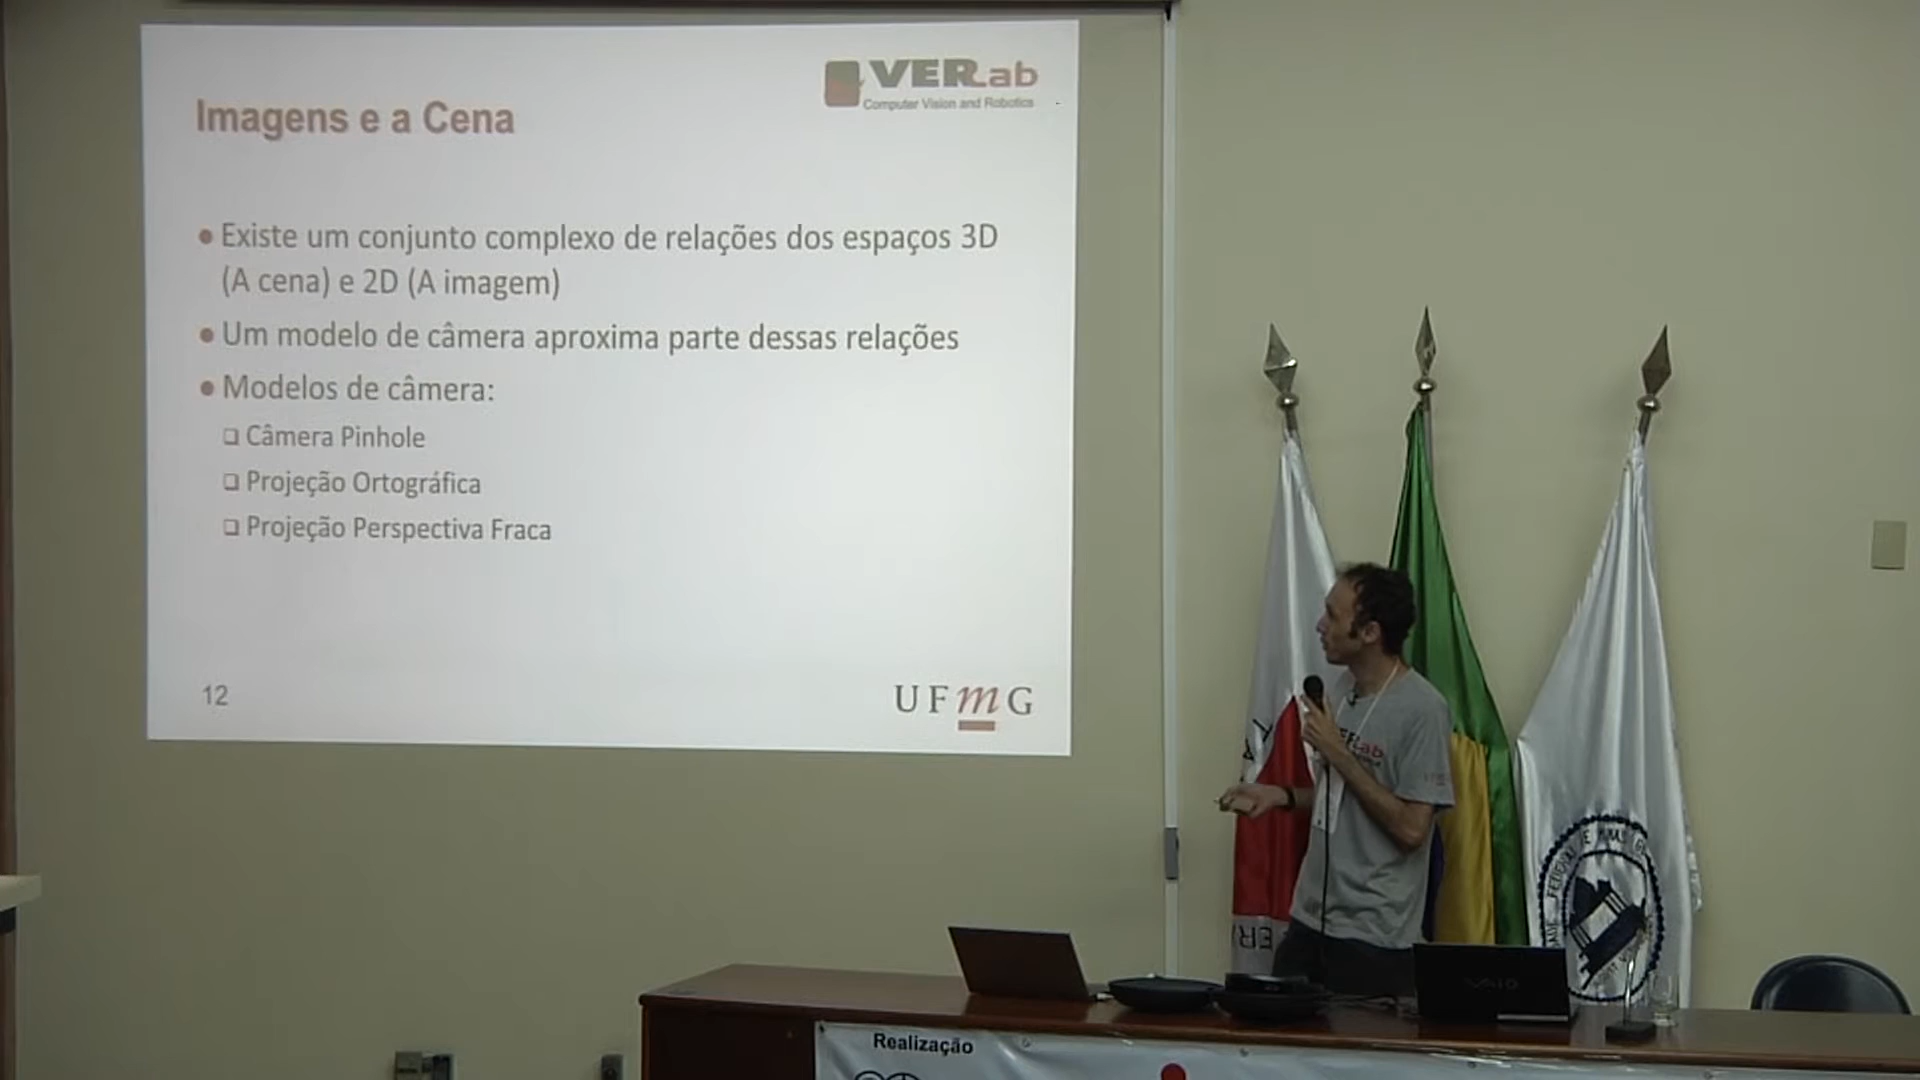 VERLab
Computer Vision and Robotics
Imagens e a Cena
Existe um conjunto complexo de relações dos espaços 3D
(A cena) e 2D (A imagem)
Um modelo de câmera aproxima parte dessas relações
Modelos de câmera:
Câmera Pinhole
Projeção Ortográfica
Projeção Perspectiva Fraca
12
UFmG
VAIO
Realização